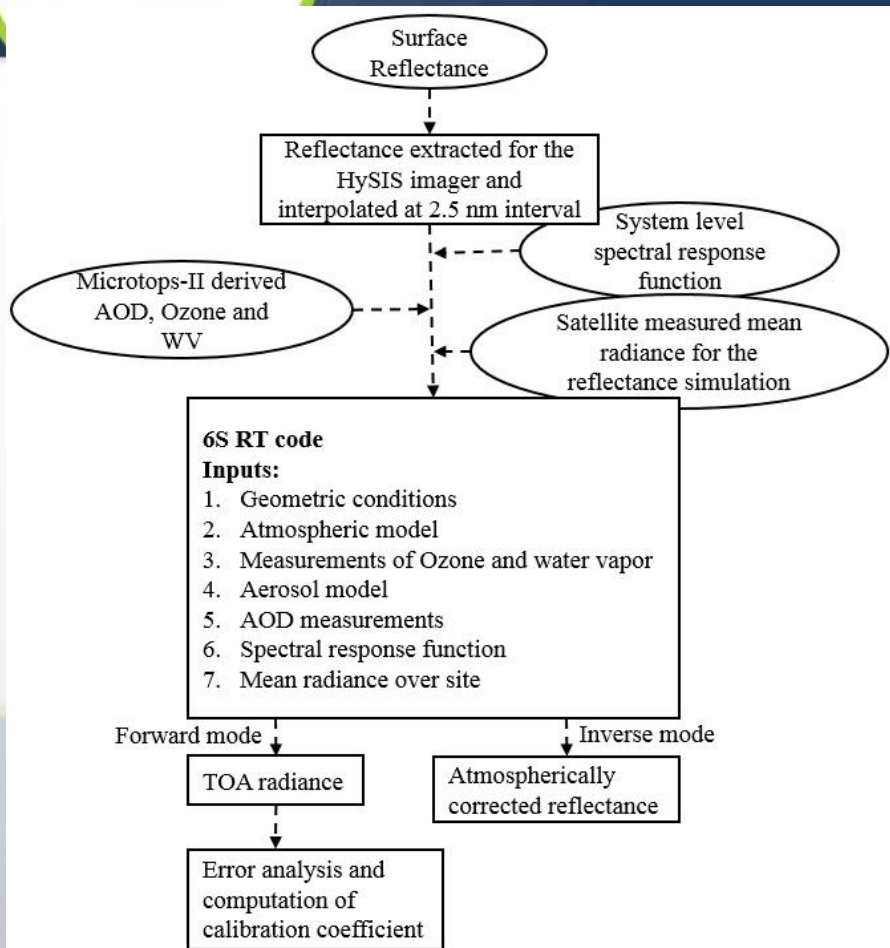 Surface
Reflectance
Reflectance extracted for the
HySIS imager and
interpolated at 2.5 nm interval
System level
spectral response
function
Microtops-II derived
AOD, Ozone and
WV
Satellite measured mean
radiance for the
reflectance simulation
6S RT code
Inputs:
1. Geometric conditions
2. Atmospheric model
3. Measurements of Ozone and water vapor
4. Aerosol model
5. AOD measurements
6. Spectral response function
7. Mean radiance over site
Forward mode
Inverse mode
TOA radiance
Atmospherically
corrected reflectance
Error analysis and
computation of
calibration coefficient